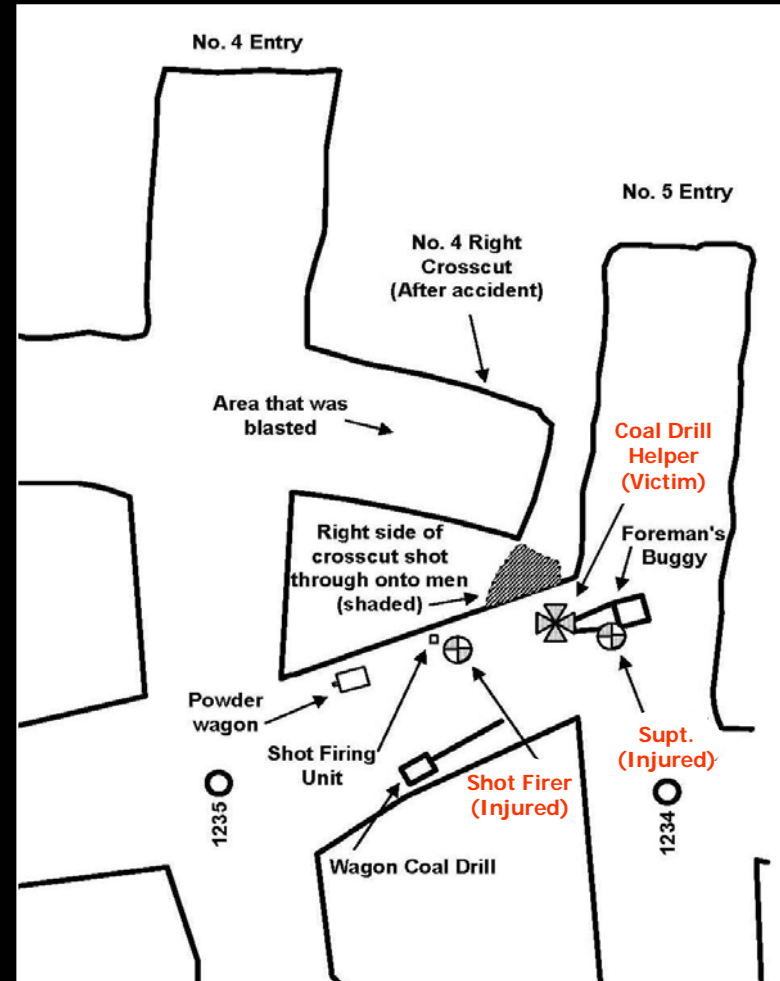 No. 4 Entry
No. 5 Entry
No. 4 Right
Crosscut
(After accident)
Area that was
blasted
Coal Drill
Helper
(Victim)
Right side of
crosscut shot
through onto men
(shaded)
Foreman's
Buggy
Powder
wagon
Shot Firing
Unit
Shot Firer
(Injured)
Supt.
(Injured)
1235
1234
Wagon Coal Drill